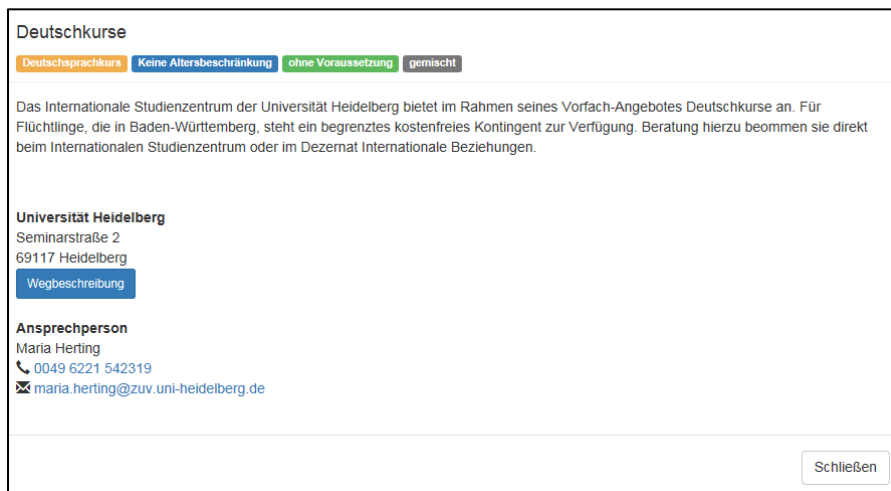 Deutschkurse
Deutschsprachkurs Keine Altersbeschränkung ohne Voraussetzung gemischt
Das Internationale Studienzentrum der Universität Heidelberg bietet im Rahmen seines Vorfach-Angebotes Deutschkurse an. Für
Flüchtlinge, die in Baden-Württemberg, steht ein begrenztes kostenfreies Kontingent zur Verfügung. Beratung hierzu beommen sie direkt
beim Internationalen Studienzentrum oder im Dezernat Internationale Beziehungen.
Universität Heidelberg
Seminarstraße 2
69117 Heidelberg
Wegbeschreibung
Ansprechperson
Maria Herting
0049 6221 542319
maria.herting@zuv.uni-heidelberg.de
Schließen